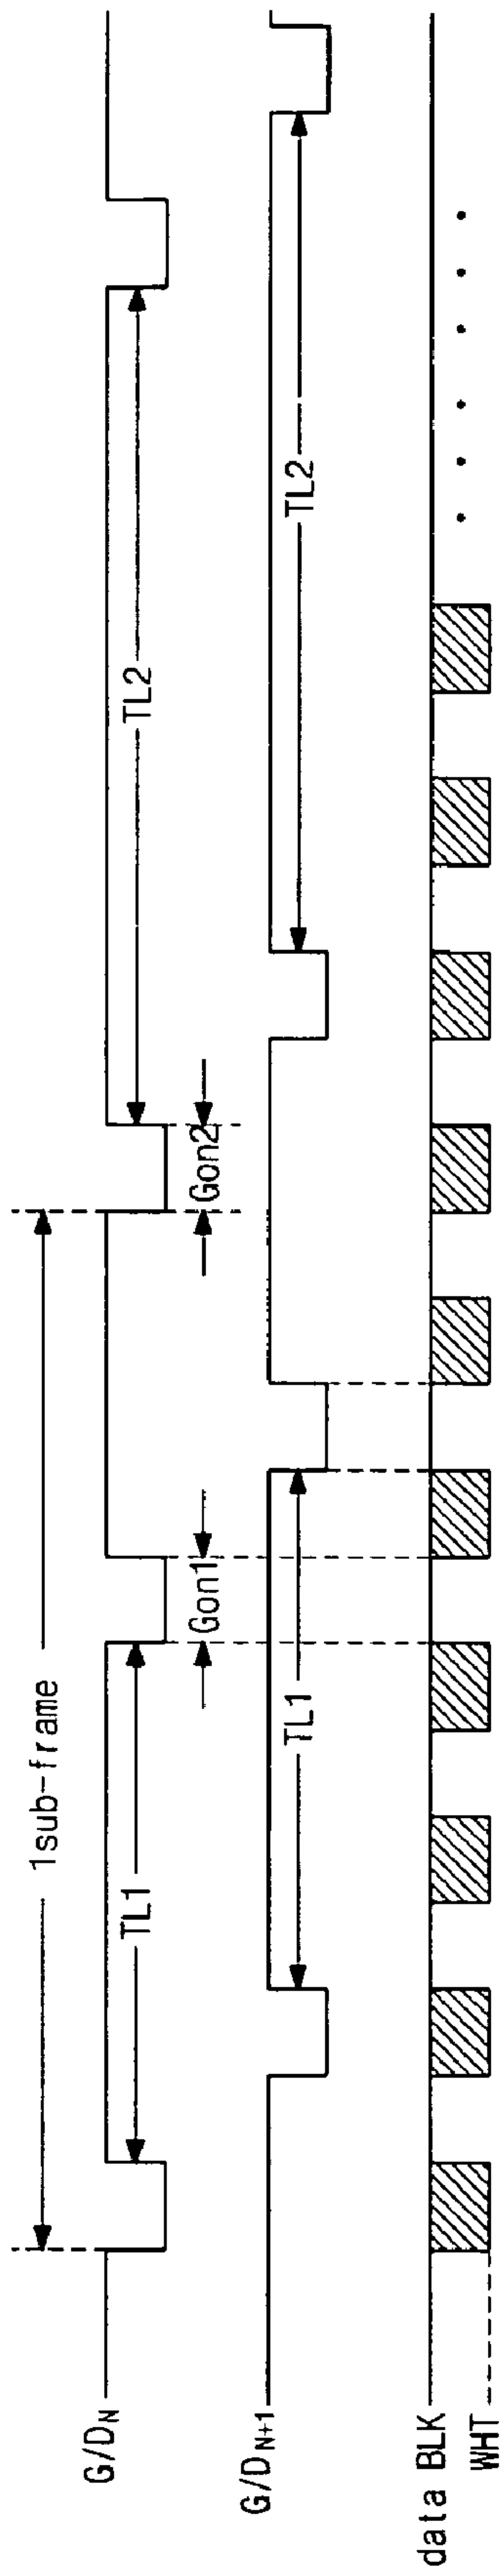 1sub-frame
G/DN
TL1
Gon1
Gon2
TL2
G/DN+1
TL1
TL2
data BLK
WHT